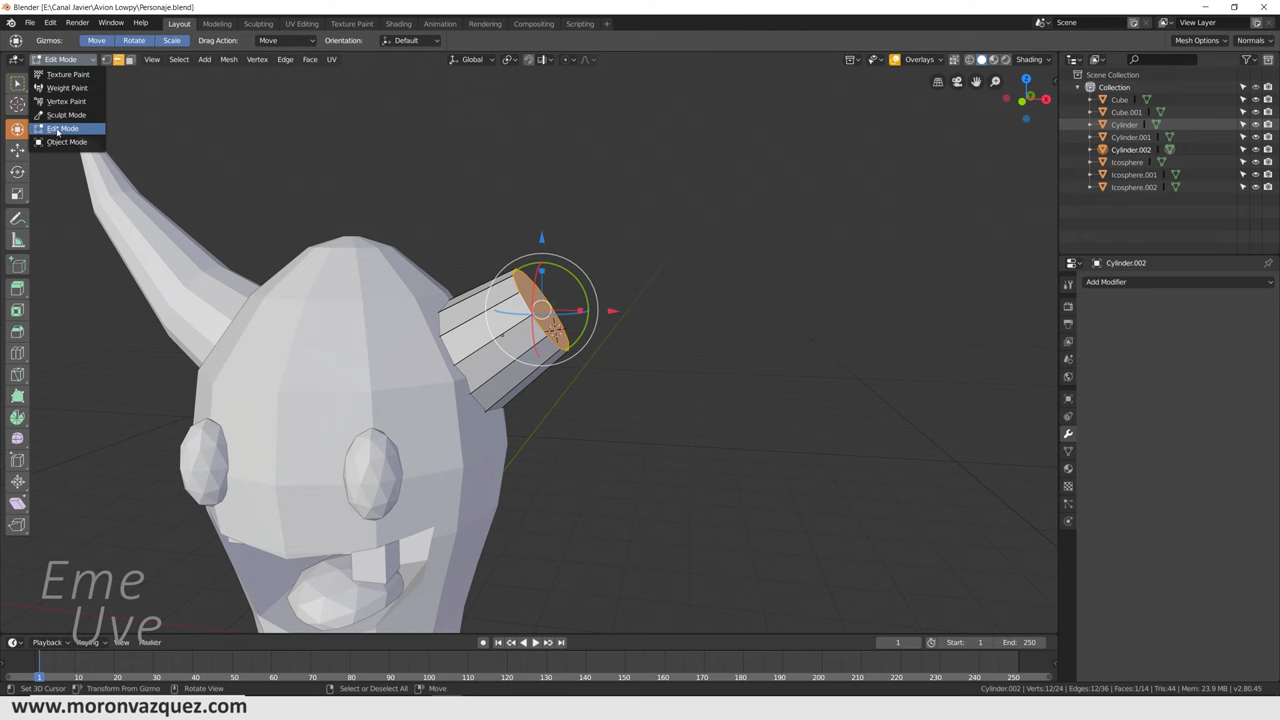 Blender [E:\Canal Javier\Avion Lowpy\Personaje.blend]
File Edit Render Window Help Layout Modeling Sculpting UV Editing Texture Paint Shading Animation Rendering Compositing Scripting Scene View Layer
Gizmos: Move Rotate Scale Drag Action: Move Orientation: Default Mesh Options Normals
Edit Mode View Select Add Mesh Vertex Edge Face UV Global Overlays Shading
Texture Paint
Weight Paint
Vertex Paint
Sculpt Mode
Edit Mode
Object Mode
Scene Collection
Collection
Cube
Cube.001
Cylinder
Cylinder.001
Cylinder.002
Icosphere
Icosphere.001
Icosphere.002
Cylinder.002
Add Modifier
Eme
Uve
Playback Keying View Marker 1 Start: 1 End: 250
1 10 20 30 40 50 60 70 80 90 100 110 120 130 140 150 160 170 180 190 200 210 220 230 240 250
Set 3D Cursor Transform From Gizmo Rotate View Select or Deselect All Move Cylinder.002 | Verts:12/24 | Edges:12/36 | Faces:1/14 | Tris:44 | Mem: 23.9 MB | v2.80.45
www.moronvazquez.com